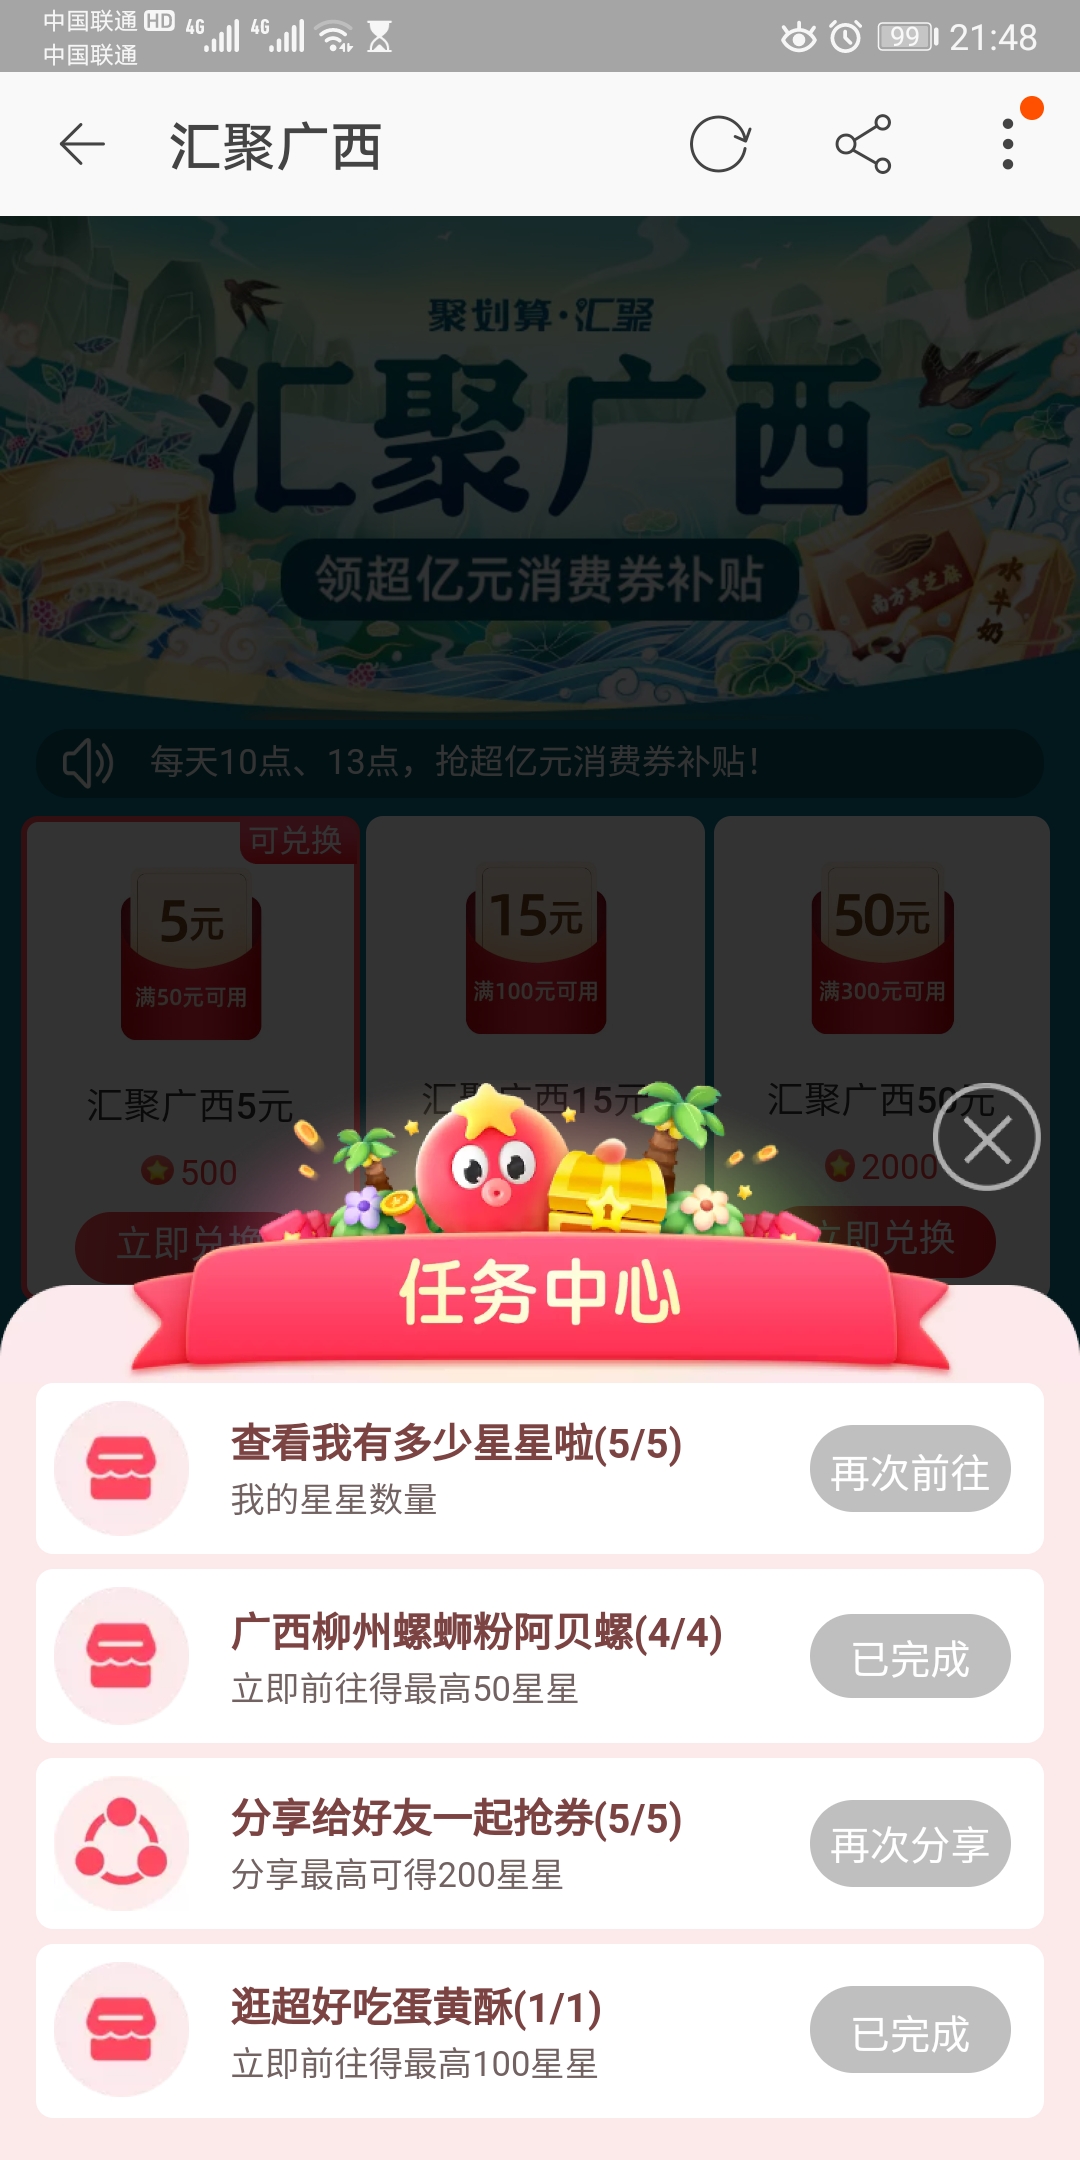 中国联通 HD 4G 4G 99 21:48
中国联通
汇聚广西
聚划算·汇聚
汇聚广西
领超亿元消费券补贴
南方黑芝麻
水牛奶
每天10点、13点，抢超亿元消费券补贴！
可兑换
5元
满50元可用
汇聚广西5元
500
立即兑换
15元
满100元可用
汇聚广西15元
50元
满300元可用
汇聚广西50元
2000
立即兑换
任务中心
查看我有多少星星啦(5/5)
我的星星数量
再次前往
广西柳州螺蛳粉阿贝螺(4/4)
立即前往得最高50星星
已完成
分享给好友一起抢券(5/5)
分享最高可得200星星
再次分享
逛超好吃蛋黄酥(1/1)
立即前往得最高100星星
已完成